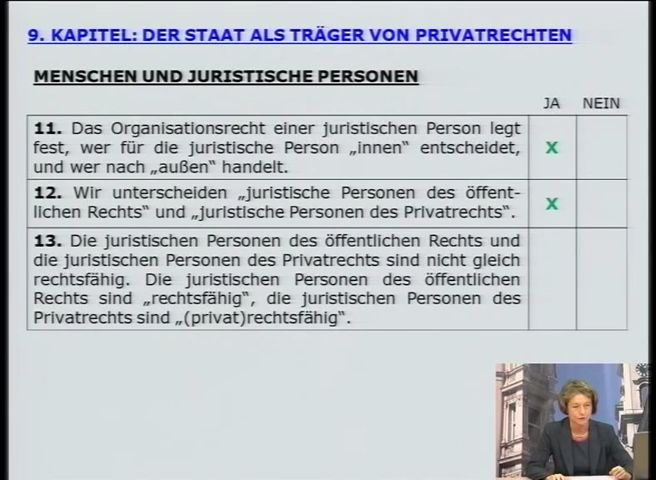 9. KAPITEL: DER STAAT ALS TRÄGER VON PRIVATRECHTEN
MENSCHEN UND JURISTISCHE PERSONEN
JA NEIN
11. Das Organisationsrecht einer juristischen Person legt
fest, wer für die juristische Person „innen“ entscheidet,
und wer nach „außen“ handelt.
X
12. Wir unterscheiden „juristische Personen des öffent-
lichen Rechts“ und „juristische Personen des Privatrechts“.
X
13. Die juristischen Personen des öffentlichen Rechts und
die juristischen Personen des Privatrechts sind nicht gleich
rechtsfähig. Die juristischen Personen des öffentlichen
Rechts sind „rechtsfähig“, die juristischen Personen des
Privatrechts sind „(privat)rechtsfähig“.